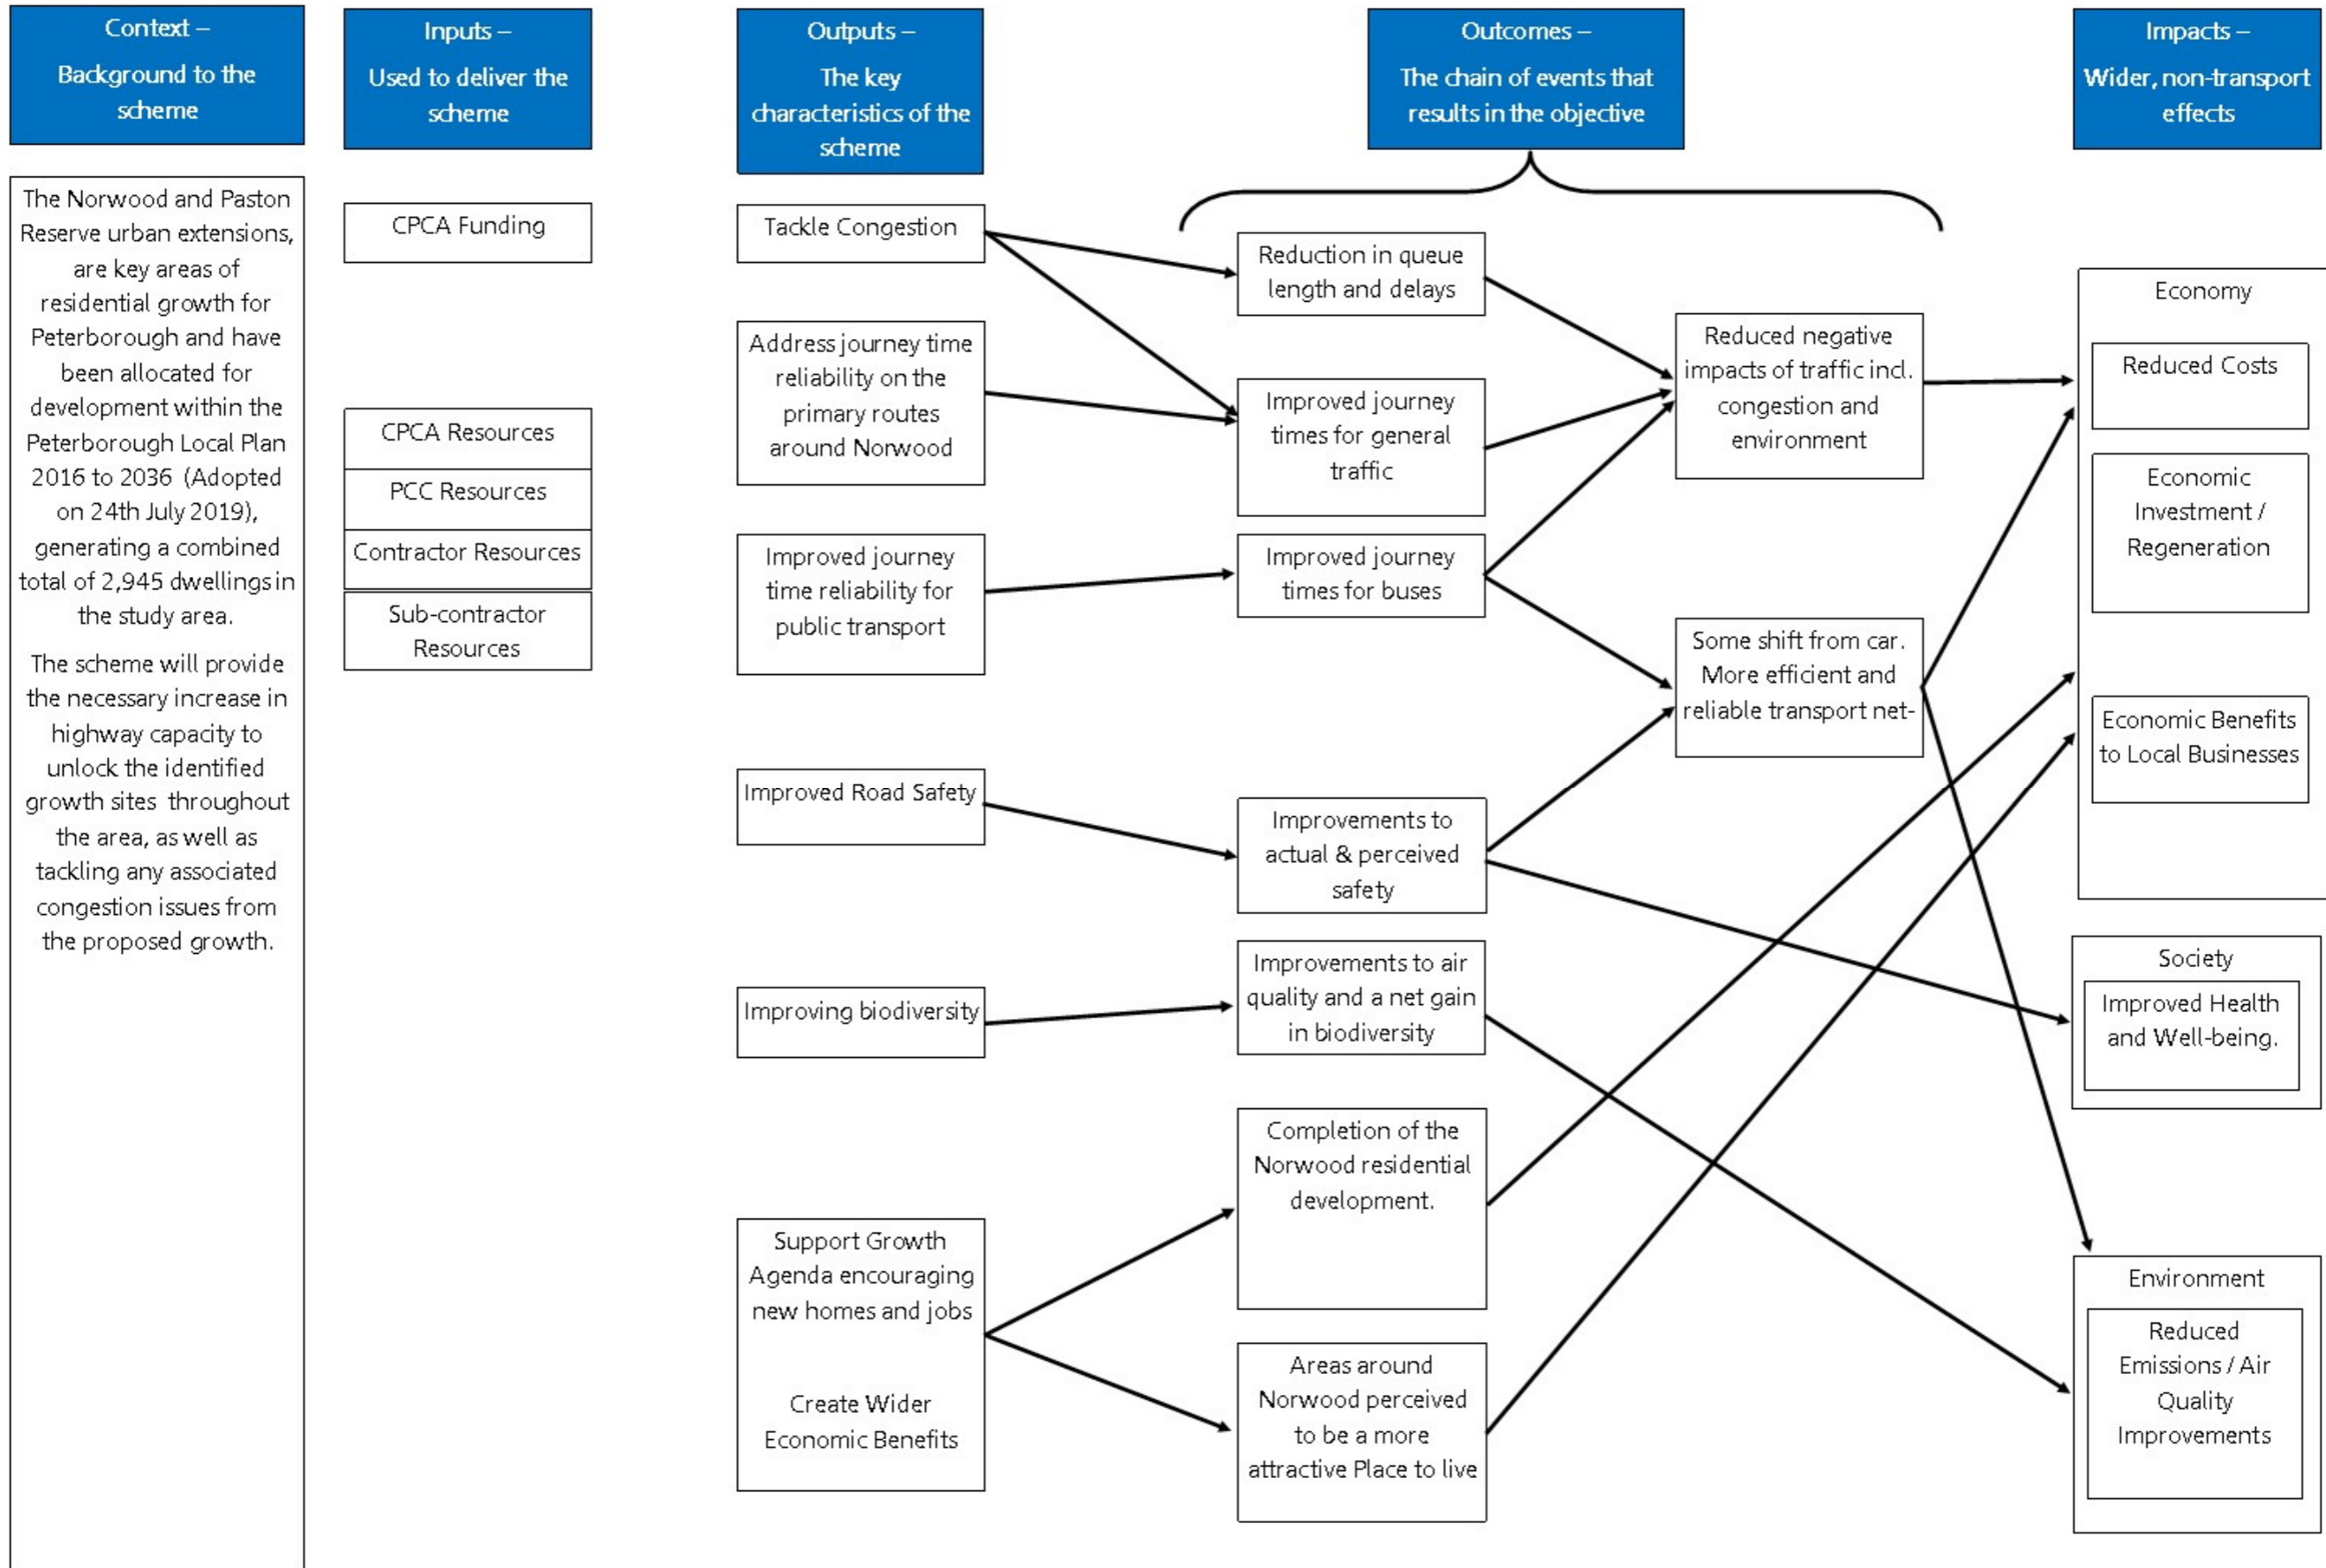 Context –
Background to the
scheme
Inputs –
Used to deliver the
scheme
Outputs –
The key
characteristics of the
scheme
Outcomes –
The chain of events that
results in the objective
Impacts –
Wider, non-transport
effects
The Norwood and Paston
Reserve urban extensions,
are key areas of
residential growth for
Peterborough and have
been allocated for
development within the
Peterborough Local Plan
2016 to 2036 (Adopted
on 24th July 2019),
generating a combined
total of 2,945 dwellings in
the study area.
The scheme will provide
the necessary increase in
highway capacity to
unlock the identified
growth sites throughout
the area, as well as
tackling any associated
congestion issues from
the proposed growth.
CPCA Funding
CPCA Resources
PCC Resources
Contractor Resources
Sub-contractor
Resources
Tackle Congestion
Address journey time
reliability on the
primary routes
around Norwood
Improved journey
time reliability for
public transport
Improved Road Safety
Improving biodiversity
Support Growth
Agenda encouraging
new homes and jobs
Create Wider
Economic Benefits
Reduction in queue
length and delays
Improved journey
times for general
traffic
Improved journey
times for buses
Improvements to
actual & perceived
safety
Improvements to air
quality and a net gain
in biodiversity
Completion of the
Norwood residential
development.
Areas around
Norwood perceived
to be a more
attractive Place to live
Reduced negative
impacts of traffic incl.
congestion and
environment
Some shift from car.
More efficient and
reliable transport net-
Economy
Reduced Costs
Economic
Investment /
Regeneration
Economic Benefits
to Local Businesses
Society
Improved Health
and Well-being.
Environment
Reduced
Emissions / Air
Quality
Improvements